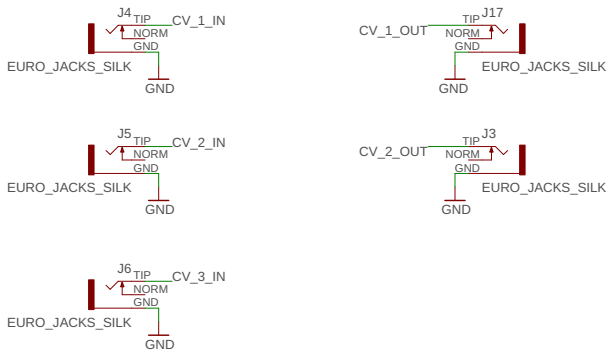 J4
TIP CV_1_IN
NORM
GND
EURO_JACKS_SILK
GND
J17
CV_1_OUT TIP
NORM
GND
EURO_JACKS_SILK
GND
J5
TIP CV_2_IN
NORM
GND
EURO_JACKS_SILK
GND
J3
CV_2_OUT TIP
NORM
GND
EURO_JACKS_SILK
GND
J6
TIP CV_3_IN
NORM
GND
EURO_JACKS_SILK
GND